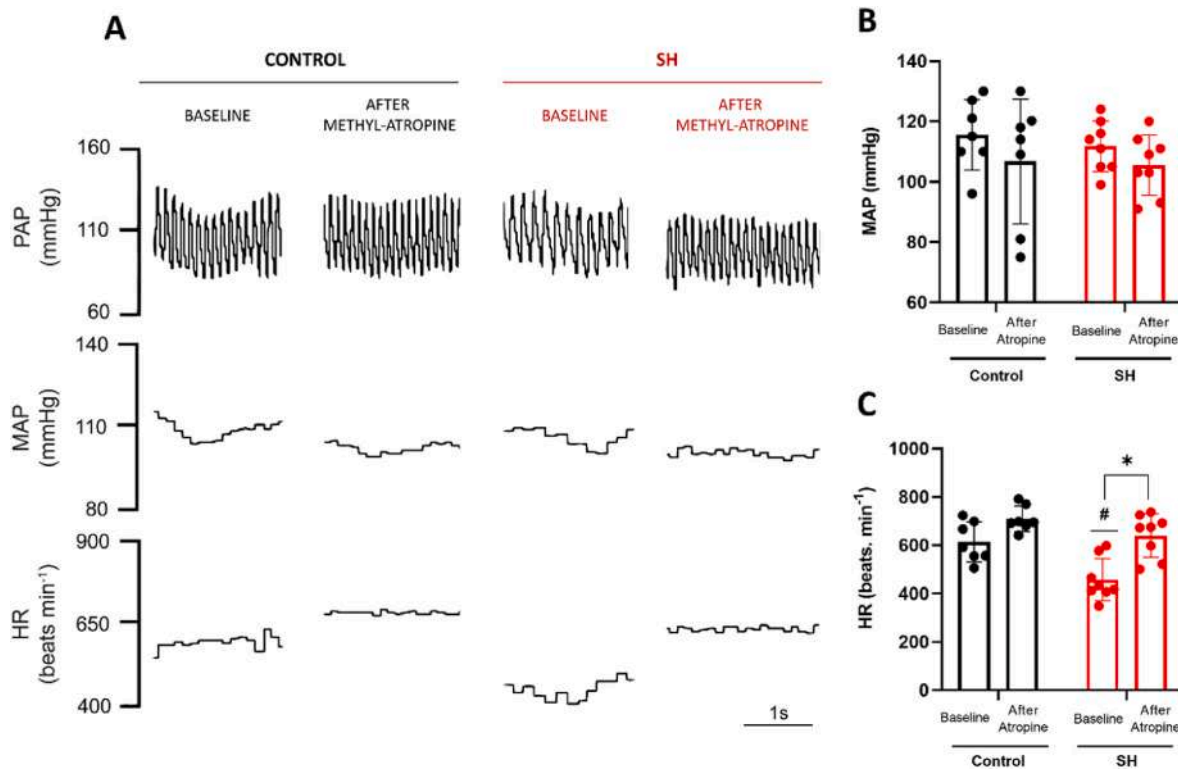 A
CONTROL
SH
BASELINE
AFTER
METHYL-ATROPINE
BASELINE
AFTER
METHYL-ATROPINE
PAP
(mmHg)
160
110
60
MAP
(mmHg)
140
110
80
HR
(beats min⁻¹)
900
650
400
1s
B
MAP (mmHg)
140
120
100
80
60
Baseline
After
Atropine
Baseline
After
Atropine
Control
SH
C
HR (beats. min⁻¹)
1000
800
600
400
200
0
#
*
Baseline
After
Atropine
Baseline
After
Atropine
Control
SH